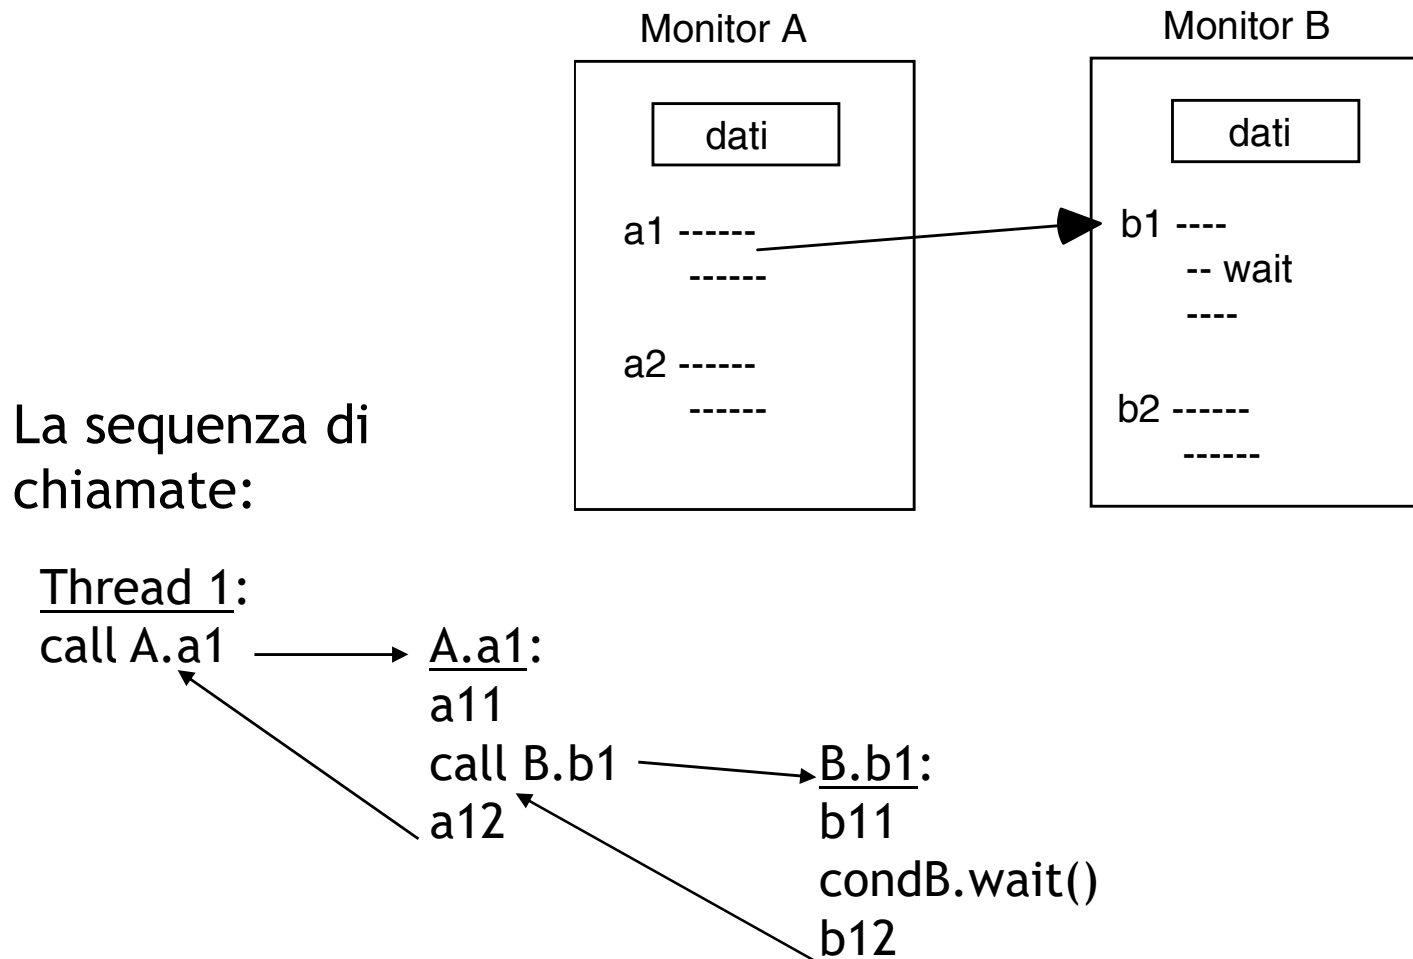 Monitor A
dati
a1 ------
------
a2 ------
------
Monitor B
dati
b1 ----
-- wait
----
b2 ------
------
La sequenza di
chiamate:
Thread 1:
call A.a1
A.a1:
a11
call B.b1
a12
B.b1:
b11
condB.wait()
b12